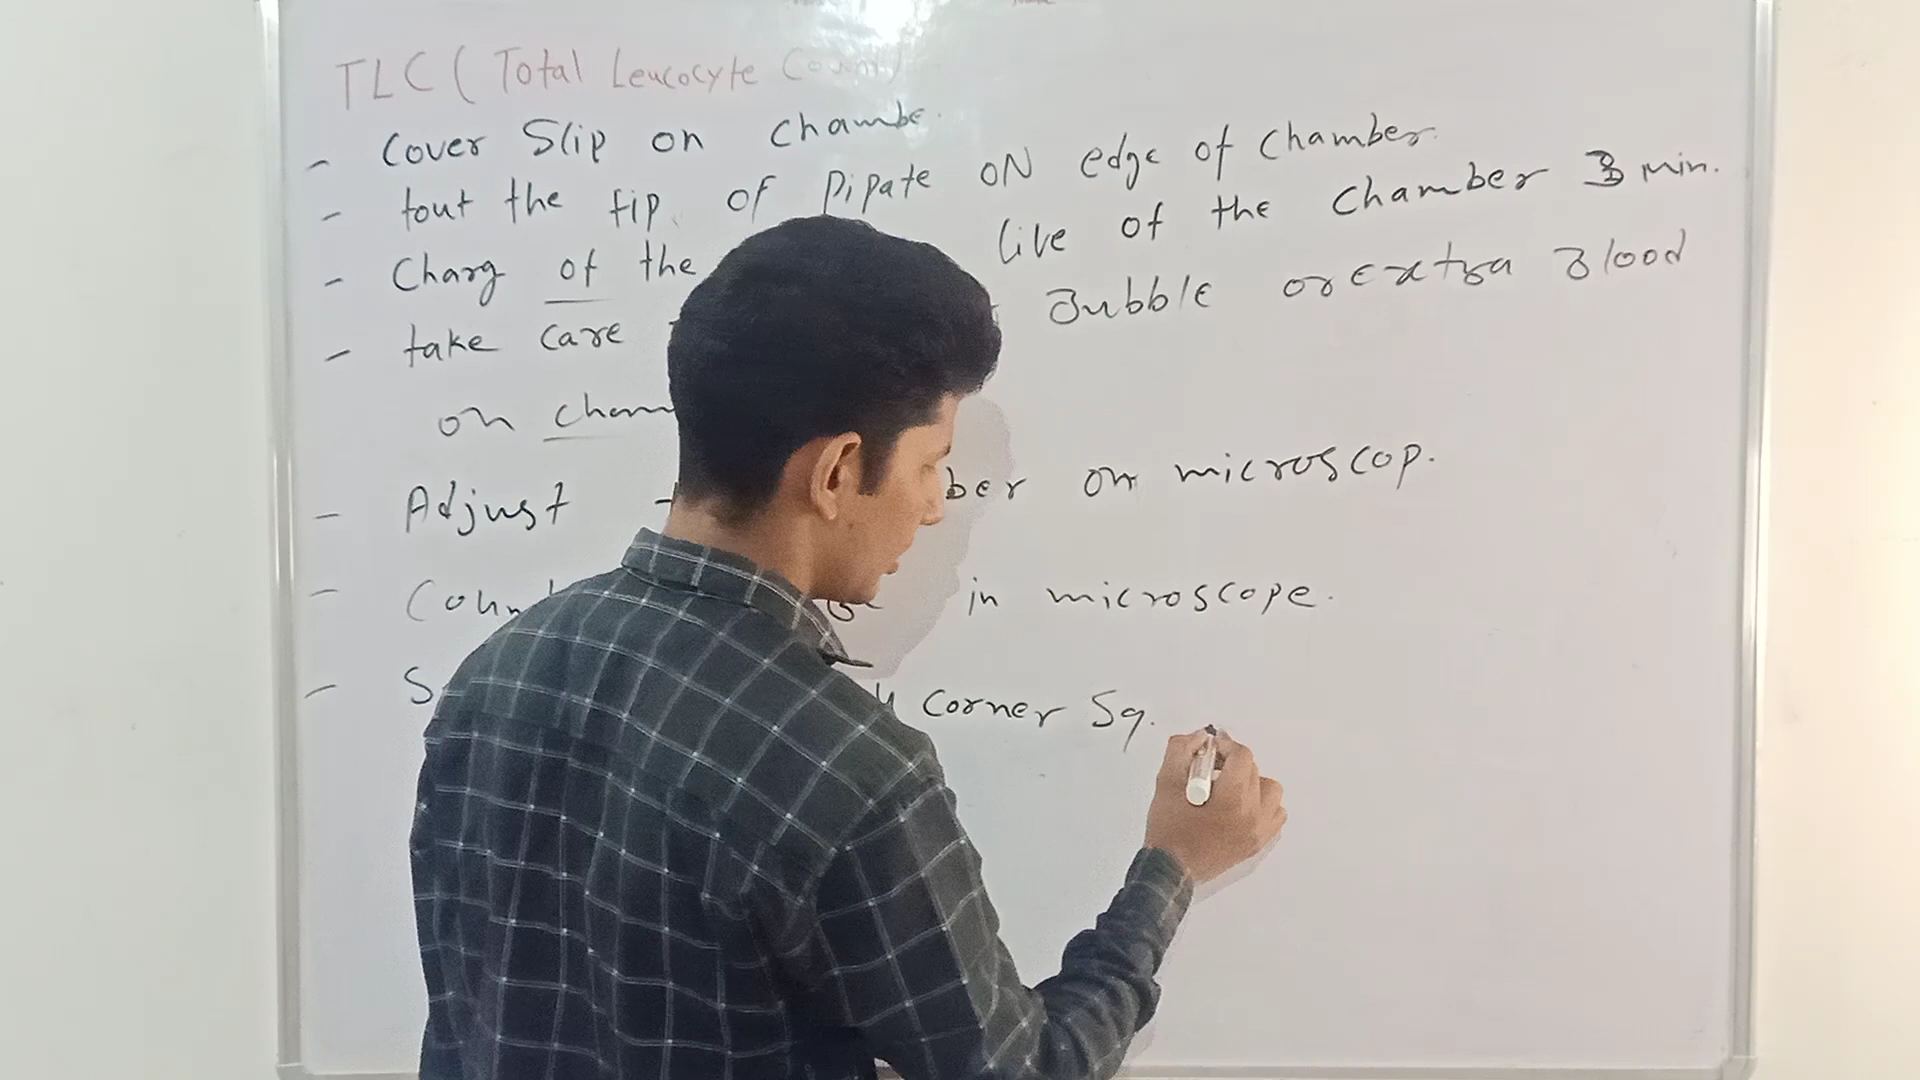 TLC ( Total Leucocyte Count)
- Cover Slip on Chambe.
- tout the tip of Pipate ON edge of Chamber.
- Charg of the live of the Chamber 3 min.
- take care Bubble or extra Blood
on cham
- Adjust ber on microscop.
- Coun in microscope.
- S 4 Corner Sq.